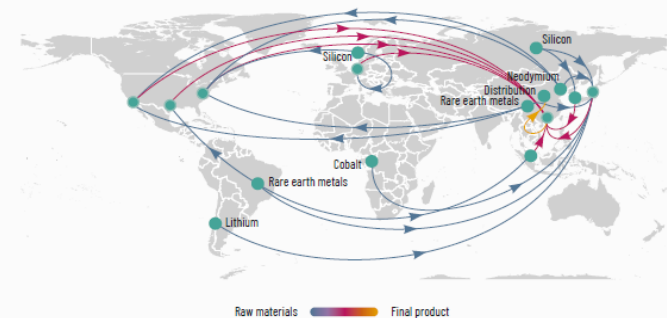 Silicon
Silicon
Neodymium
Distribution
Rare earth metals
Cobalt
Rare earth metals
Lithium
Raw materials Final product